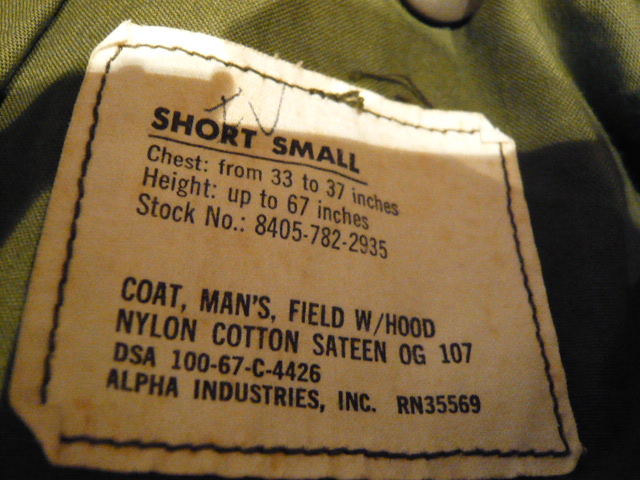 SHORT SMALL
Chest: from 33 to 37 inches
Height: up to 67 inches
Stock No.: 8405-782-2935
COAT, MAN'S, FIELD W/HOOD
NYLON COTTON SATEEN OG 107
DSA 100-67-C-4426
ALPHA INDUSTRIES, INC. RN35569